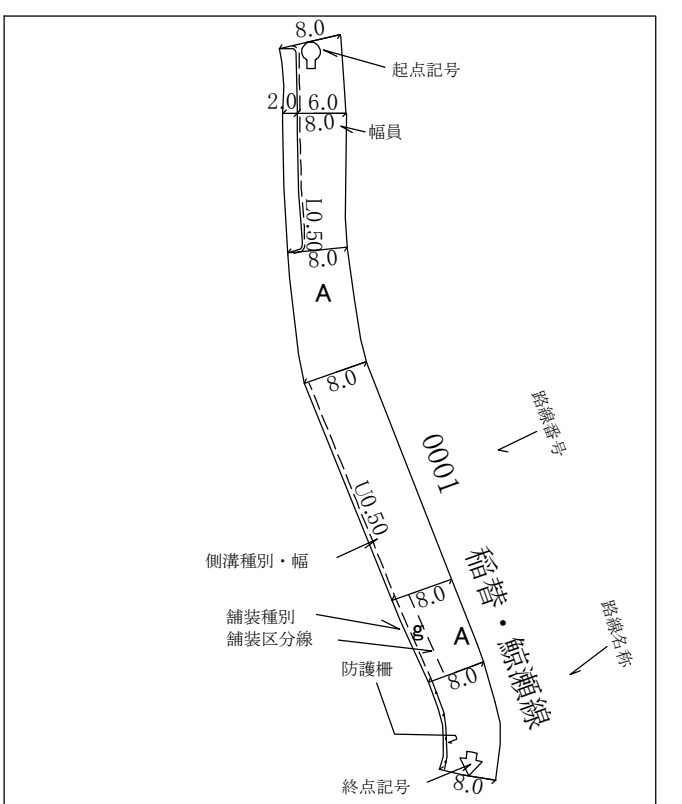 8.0
起点記号
2.0 6.0
8.0
幅員
L0.50
8.0
A
8.0
路線番号
0001
U0.50
側溝種別・幅
稲替・鯨瀬線
8.0
舗装種別
g
A
舗装区分線
路線名称
防護柵
8.0
終点記号
8.0